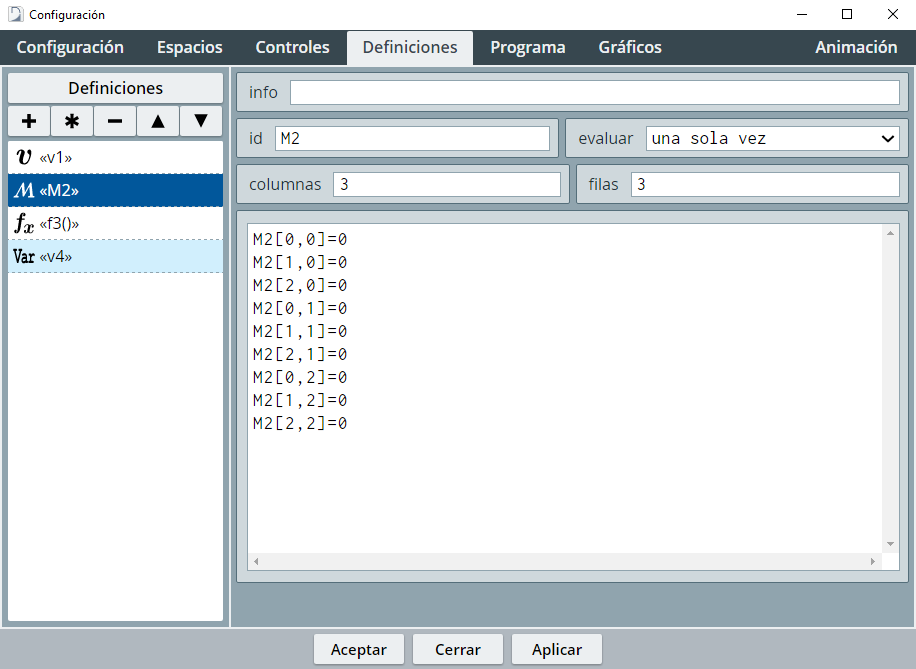 Configuración
Configuración Espacios Controles Definiciones Programa Gráficos Animación
Definiciones
info
id M2 evaluar una sola vez
columnas 3 filas 3
v «v1»
M «M2»
fx «f3()»
Var «v4»
M2[0,0]=0
M2[1,0]=0
M2[2,0]=0
M2[0,1]=0
M2[1,1]=0
M2[2,1]=0
M2[0,2]=0
M2[1,2]=0
M2[2,2]=0
Aceptar Cerrar Aplicar